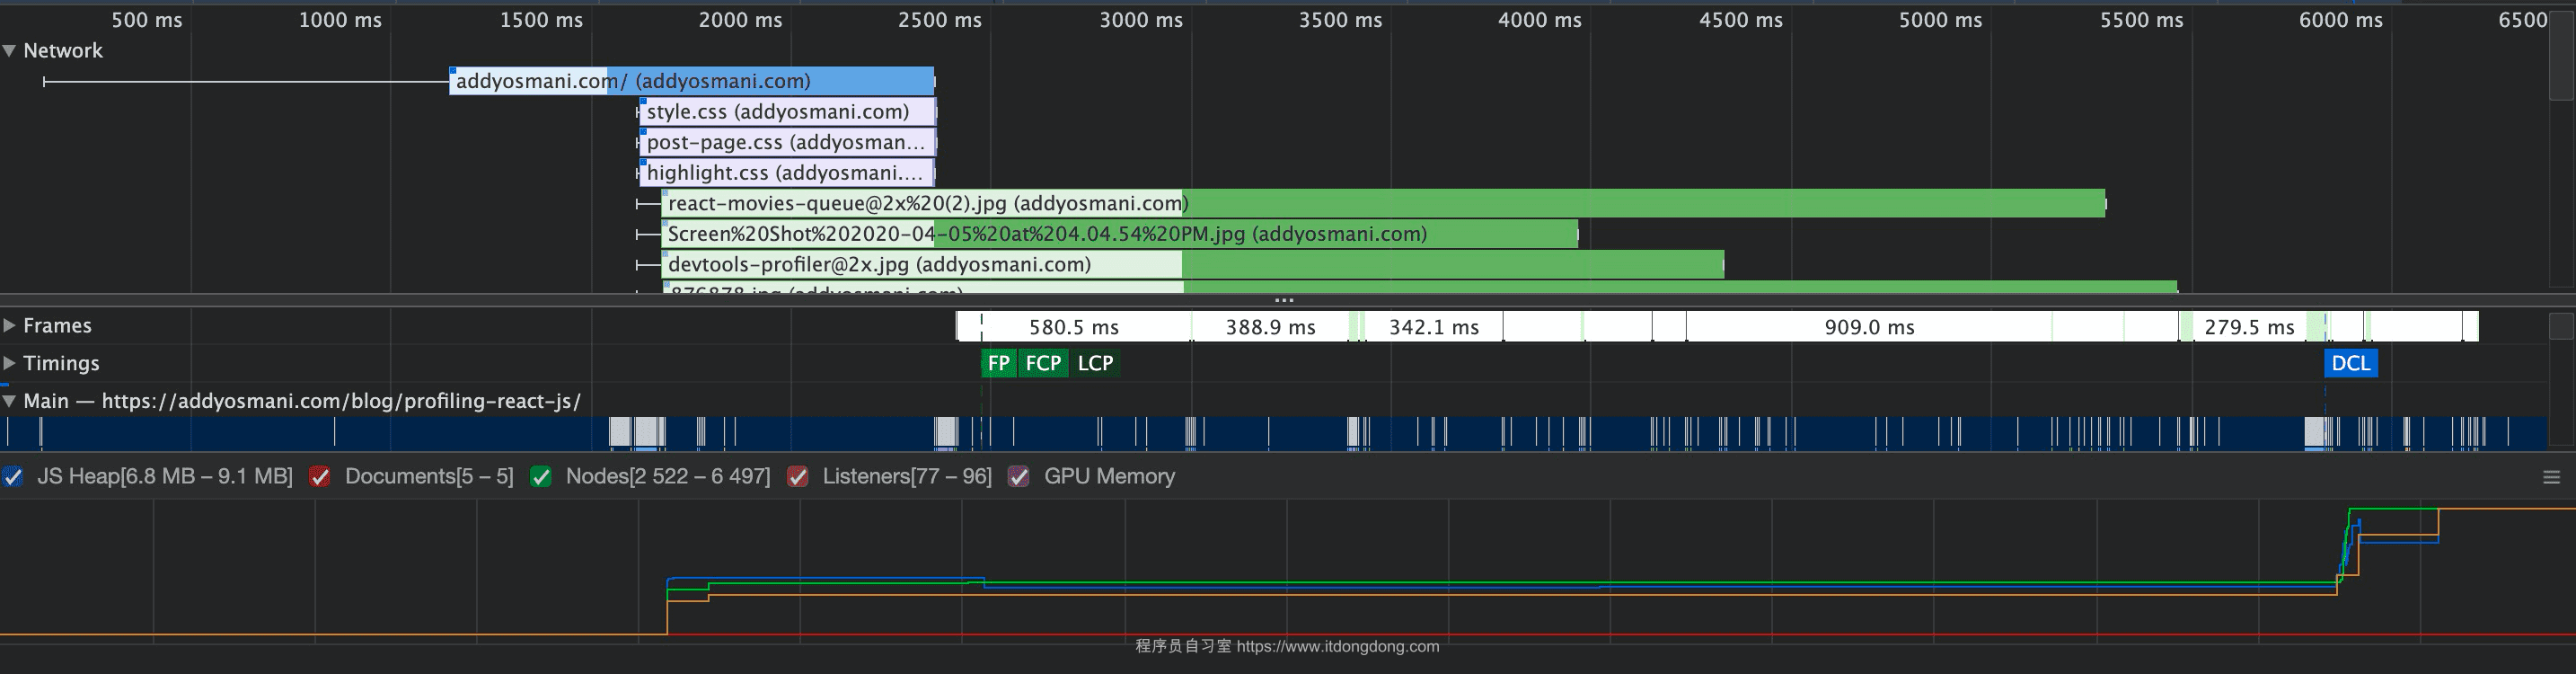 500 ms 1000 ms 1500 ms 2000 ms 2500 ms 3000 ms 3500 ms 4000 ms 4500 ms 5000 ms 5500 ms 6000 ms 6500
Network
addyosmani.com/ (addyosmani.com)
style.css (addyosmani.com)
post-page.css (addyosman...
highlight.css (addyosmani....
react-movies-queue@2x%20(2).jpg (addyosmani.com)
Screen%20Shot%202020-04-05%20at%204.04.54%20PM.jpg (addyosmani.com)
devtools-profiler@2x.jpg (addyosmani.com)
876878.jpg (addyosmani.com)
...
Frames 580.5 ms 388.9 ms 342.1 ms 909.0 ms 279.5 ms
Timings FP FCP LCP DCL
Main — https://addyosmani.com/blog/profiling-react-js/
JS Heap[6.8 MB – 9.1 MB] Documents[5 – 5] Nodes[2 522 – 6 497] Listeners[77 – 96] GPU Memory
程序员自习室 https://www.itdongdong.com